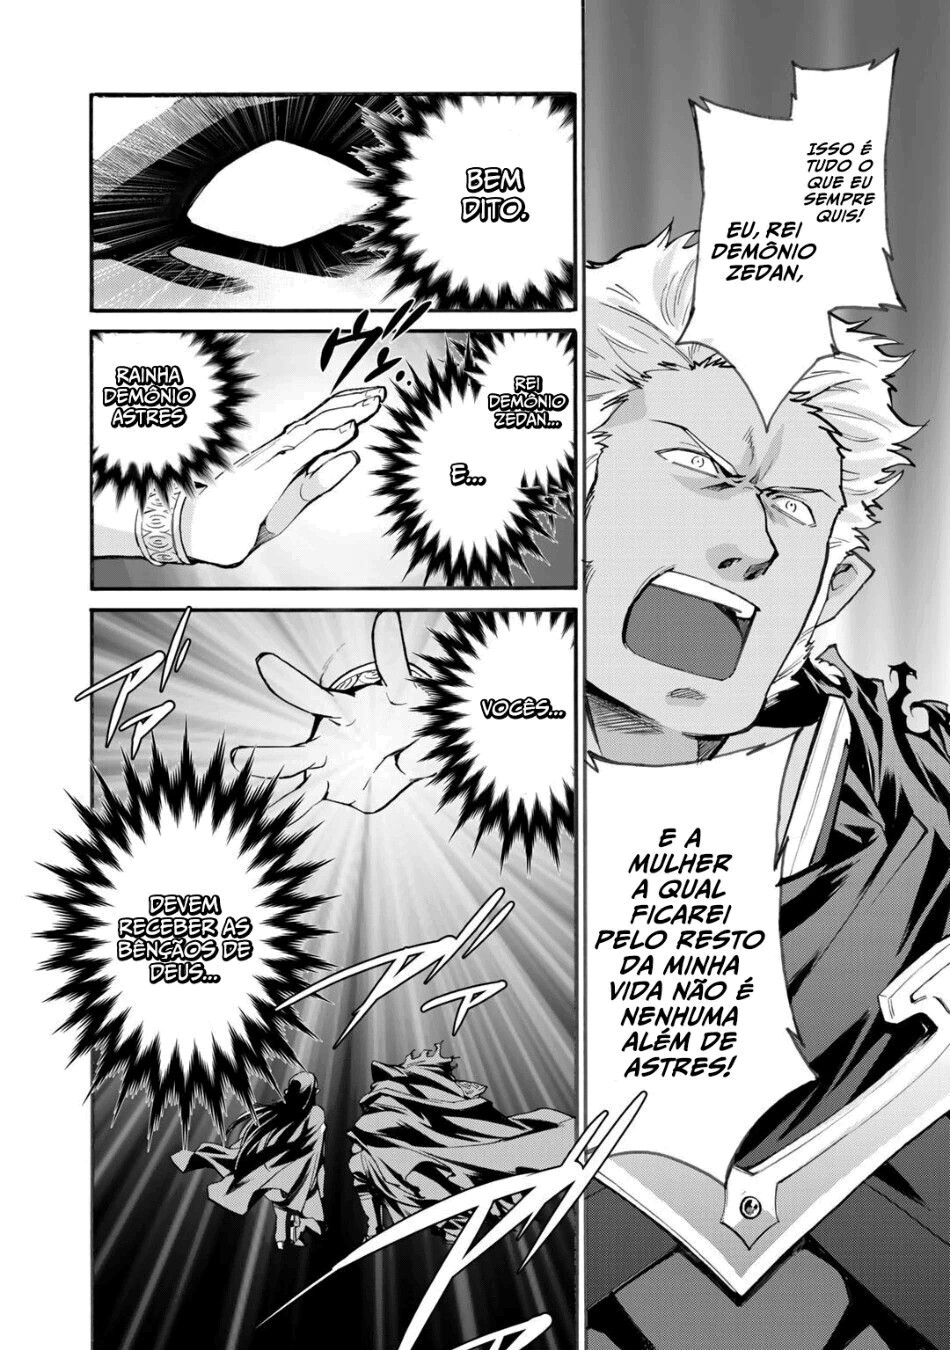 ISSO É
TUDO O
QUE EU
SEMPRE
QUIS!
EU, REI
DEMÔNIO
ZEDAN,
E A
MULHER
A QUAL
FICAREI
PELO RESTO
DA MINHA
VIDA NÃO É
NENHUMA
ALÉM DE
ASTRES!
BEM
DITO.
REI
DEMÔNIO
ZEDAN...
E...
RAINHA
DEMÔNIO
ASTRES
ヴッ...
VOCÊS...
DEVEM
RECEBER AS
BÊNÇÃOS DE
DEUS...